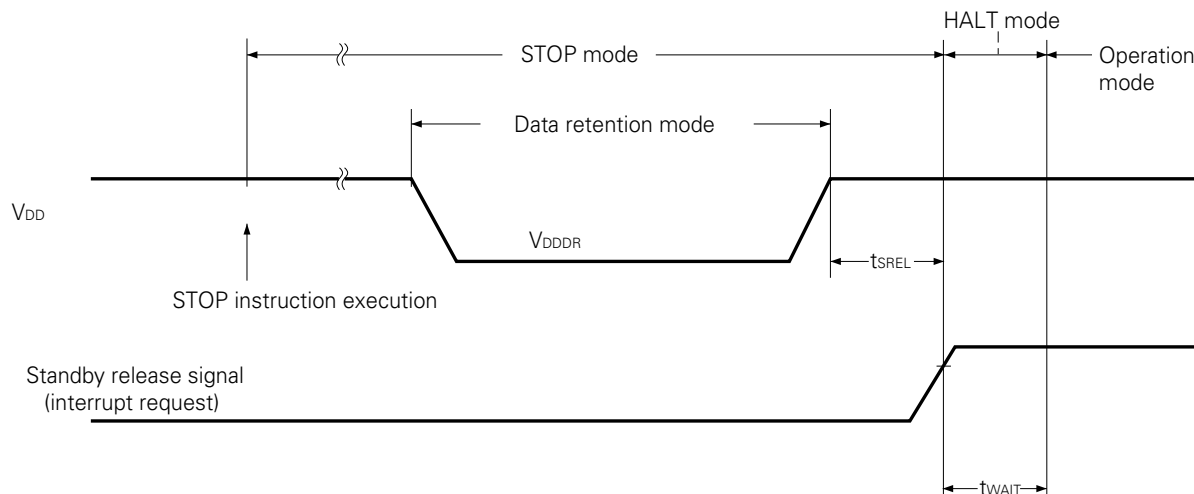 HALT mode
STOP mode
Operation
mode
Data retention mode
VDD
VDDDR
tSREL
STOP instruction execution
Standby release signal
(interrupt request)
tWAIT